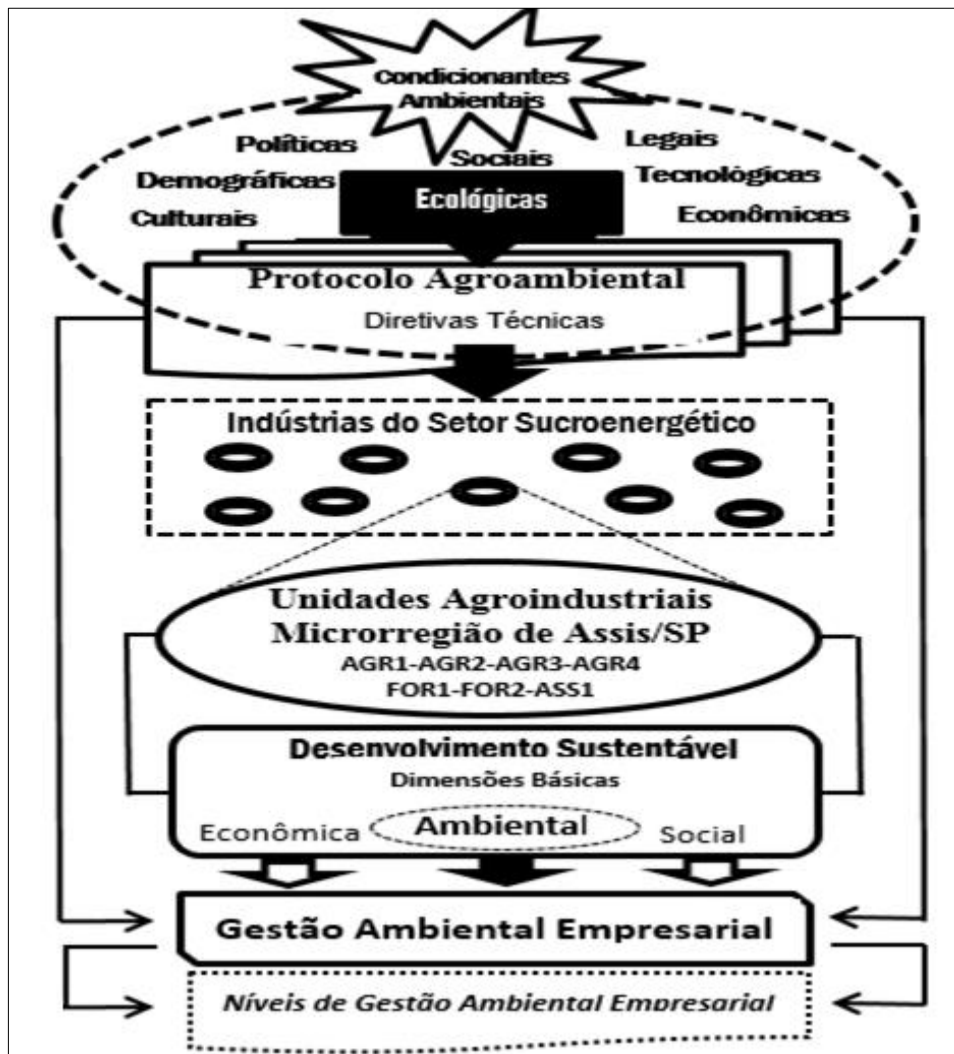 Condicionantes
Ambientais
Políticas
Sociais
Legais
Demográficas
Ecológicas
Tecnológicas
Culturais
Econômicas
Protocolo Agroambiental
Diretivas Técnicas
Indústrias do Setor Sucroenergético
Unidades Agroindustriais
Microrregião de Assis/SP
AGR1-AGR2-AGR3-AGR4
FOR1-FOR2-ASS1
Desenvolvimento Sustentável
Dimensões Básicas
Econômica
Ambiental
Social
Gestão Ambiental Empresarial
Níveis de Gestão Ambiental Empresarial